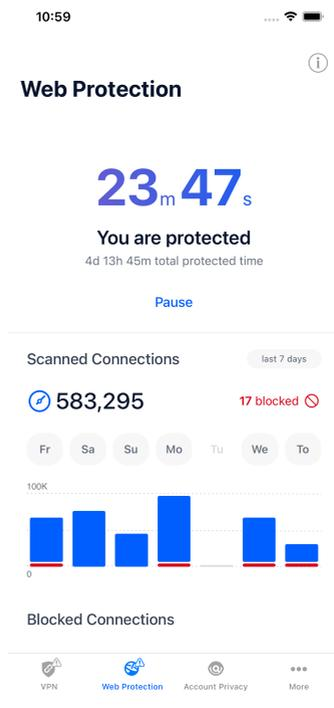 10:59
Web Protection
23m 47s
You are protected
4d 13h 45m total protected time
Pause
Scanned Connections
last 7 days
583,295
17 blocked
Fr Sa Su Mo Tu We To
100K
0
Blocked Connections
VPN Web Protection Account Privacy More